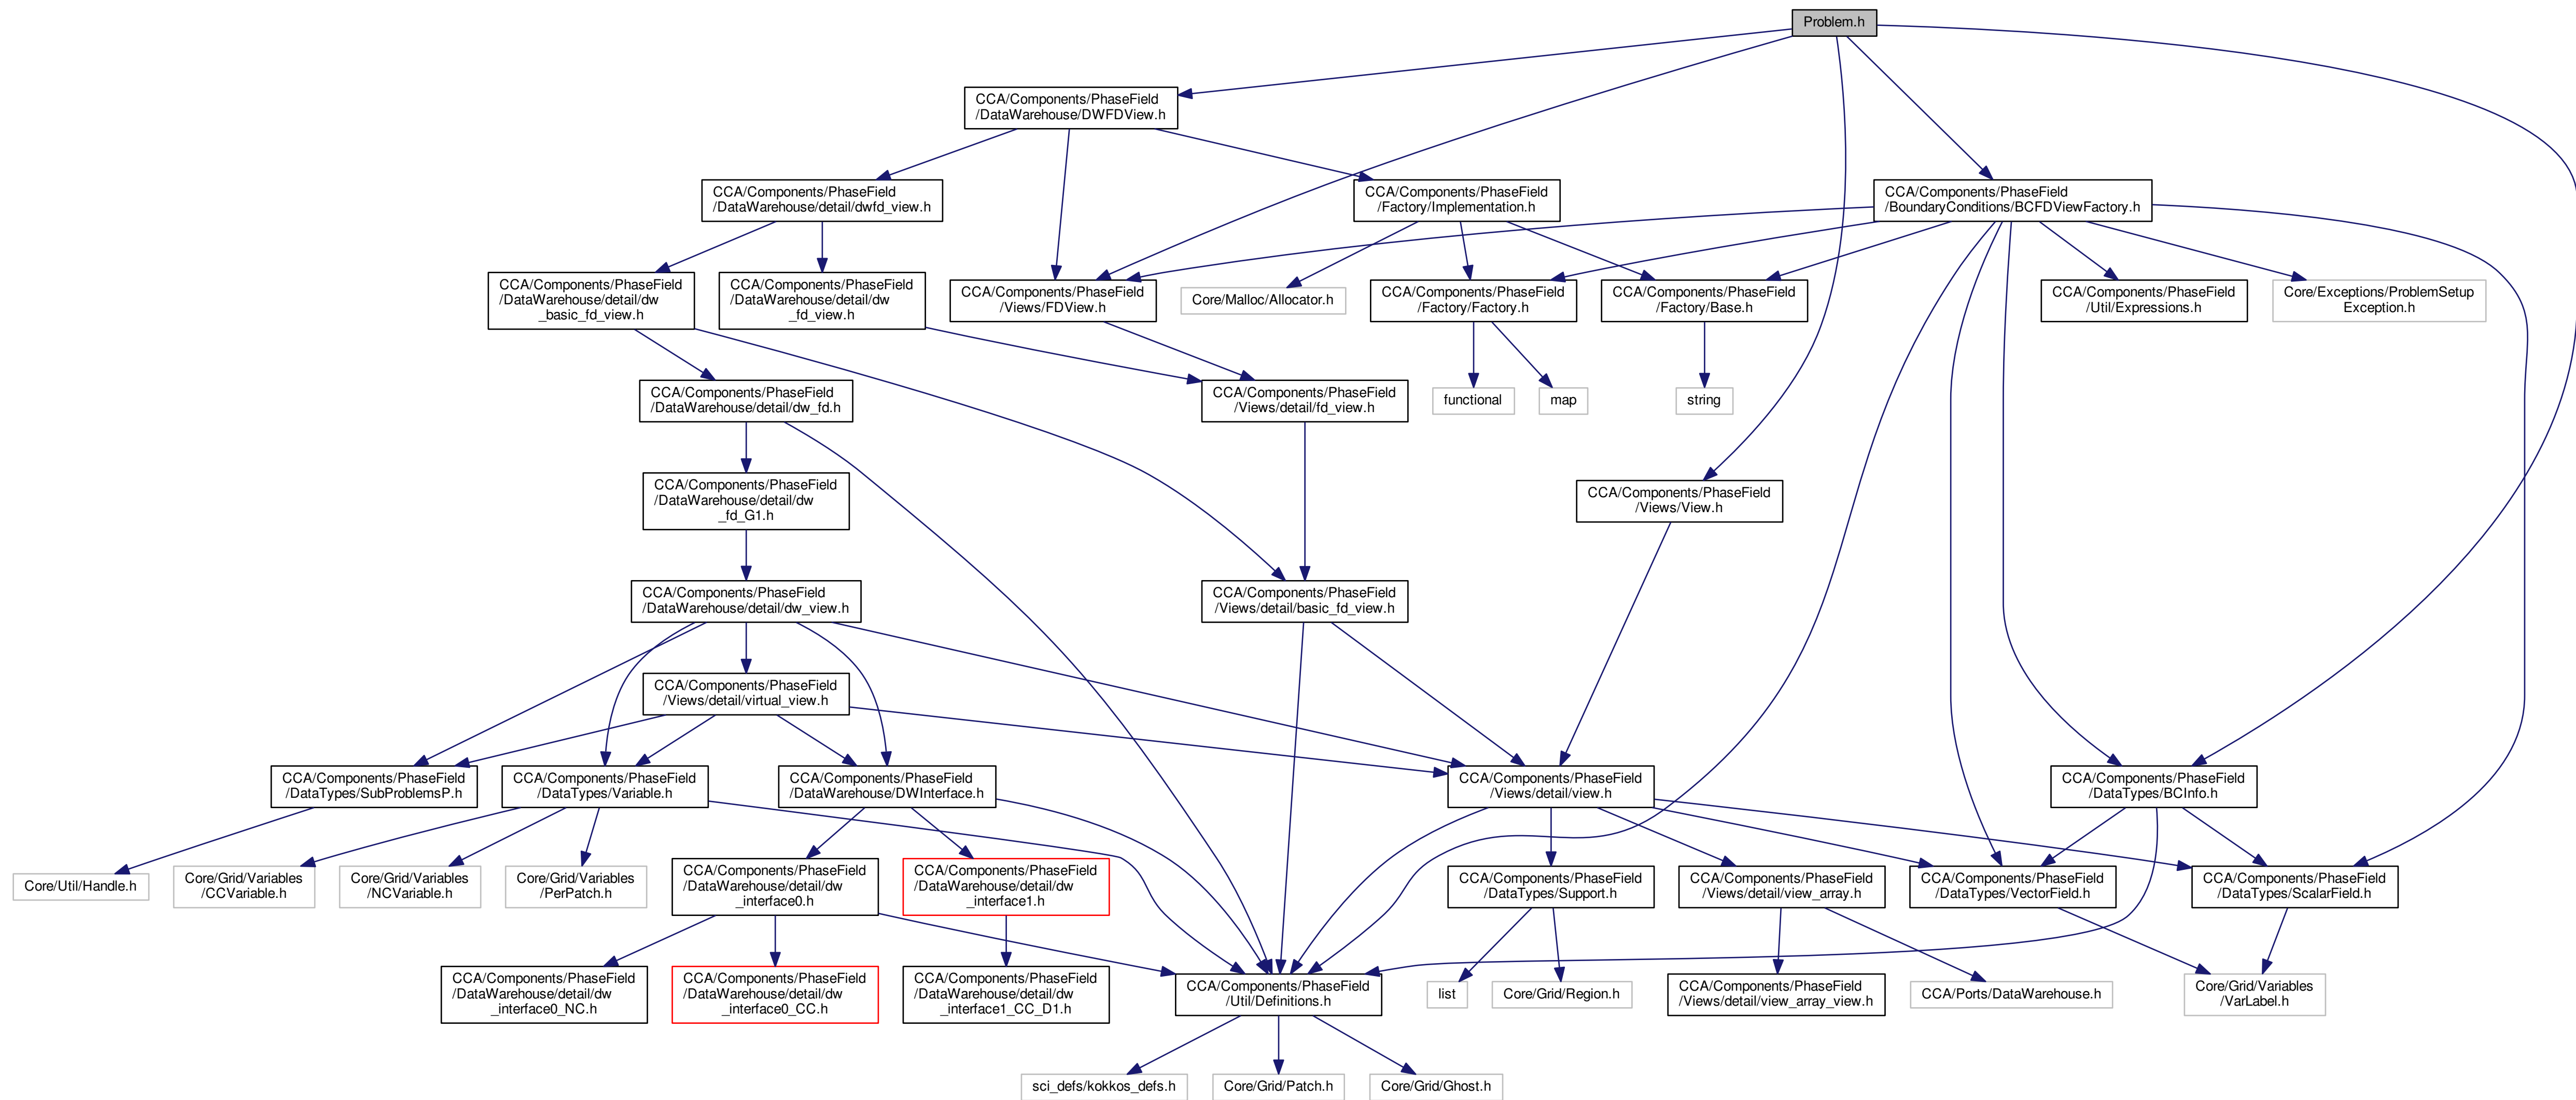 Problem.h
CCA/Components/PhaseField
/DataWarehouse/DWFDView.h
CCA/Components/PhaseField
/DataWarehouse/detail/dwfd_view.h
CCA/Components/PhaseField
/Factory/Implementation.h
CCA/Components/PhaseField
/BoundaryConditions/BCFDViewFactory.h
CCA/Components/PhaseField
/DataWarehouse/detail/dw
_basic_fd_view.h
CCA/Components/PhaseField
/DataWarehouse/detail/dw
_fd_view.h
CCA/Components/PhaseField
/Views/FDView.h
Core/Malloc/Allocator.h
CCA/Components/PhaseField
/Factory/Factory.h
CCA/Components/PhaseField
/Factory/Base.h
CCA/Components/PhaseField
/Util/Expressions.h
Core/Exceptions/ProblemSetup
Exception.h
CCA/Components/PhaseField
/DataWarehouse/detail/dw_fd.h
CCA/Components/PhaseField
/Views/detail/fd_view.h
functional
map
string
CCA/Components/PhaseField
/DataWarehouse/detail/dw
_fd_G1.h
CCA/Components/PhaseField
/Views/View.h
CCA/Components/PhaseField
/DataWarehouse/detail/dw_view.h
CCA/Components/PhaseField
/Views/detail/basic_fd_view.h
CCA/Components/PhaseField
/Views/detail/virtual_view.h
CCA/Components/PhaseField
/DataTypes/SubProblemsP.h
CCA/Components/PhaseField
/DataTypes/Variable.h
CCA/Components/PhaseField
/DataWarehouse/DWInterface.h
CCA/Components/PhaseField
/Views/detail/view.h
CCA/Components/PhaseField
/DataTypes/BCInfo.h
Core/Util/Handle.h
Core/Grid/Variables
/CCVariable.h
Core/Grid/Variables
/NCVariable.h
Core/Grid/Variables
/PerPatch.h
CCA/Components/PhaseField
/DataWarehouse/detail/dw
_interface0.h
CCA/Components/PhaseField
/DataWarehouse/detail/dw
_interface1.h
CCA/Components/PhaseField
/DataTypes/Support.h
CCA/Components/PhaseField
/Views/detail/view_array.h
CCA/Components/PhaseField
/DataTypes/VectorField.h
CCA/Components/PhaseField
/DataTypes/ScalarField.h
CCA/Components/PhaseField
/DataWarehouse/detail/dw
_interface0_NC.h
CCA/Components/PhaseField
/DataWarehouse/detail/dw
_interface0_CC.h
CCA/Components/PhaseField
/DataWarehouse/detail/dw
_interface1_CC_D1.h
CCA/Components/PhaseField
/Util/Definitions.h
list
Core/Grid/Region.h
CCA/Components/PhaseField
/Views/detail/view_array_view.h
CCA/Ports/DataWarehouse.h
Core/Grid/Variables
/VarLabel.h
sci_defs/kokkos_defs.h
Core/Grid/Patch.h
Core/Grid/Ghost.h